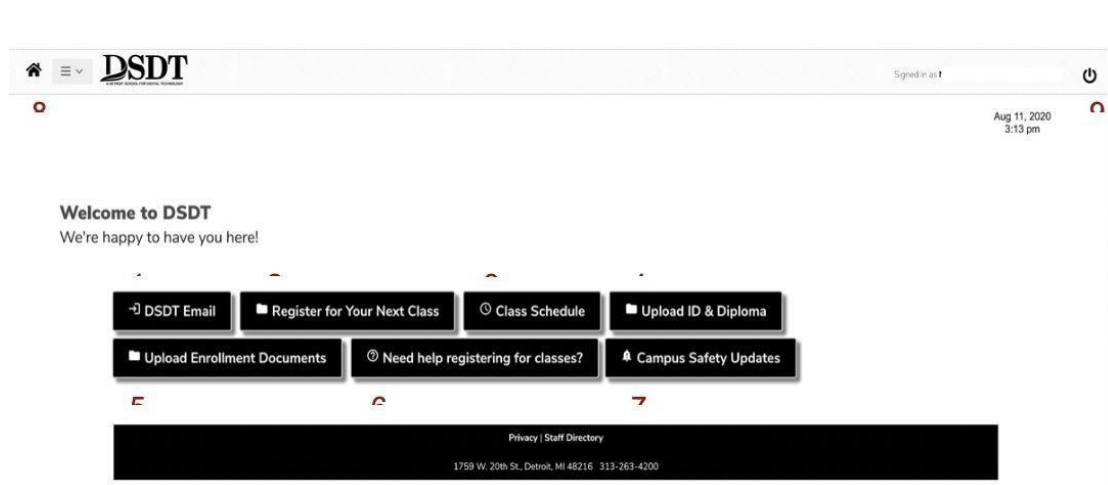 DSDT
Signed in as
Aug 11, 2020
3:13 pm
Welcome to DSDT
We're happy to have you here!
DSDT Email Register for Your Next Class Class Schedule Upload ID & Diploma
Upload Enrollment Documents Need help registering for classes? Campus Safety Updates
Privacy | Staff Directory
1759 W. 20th St., Detroit, MI 48216 313-263-4200